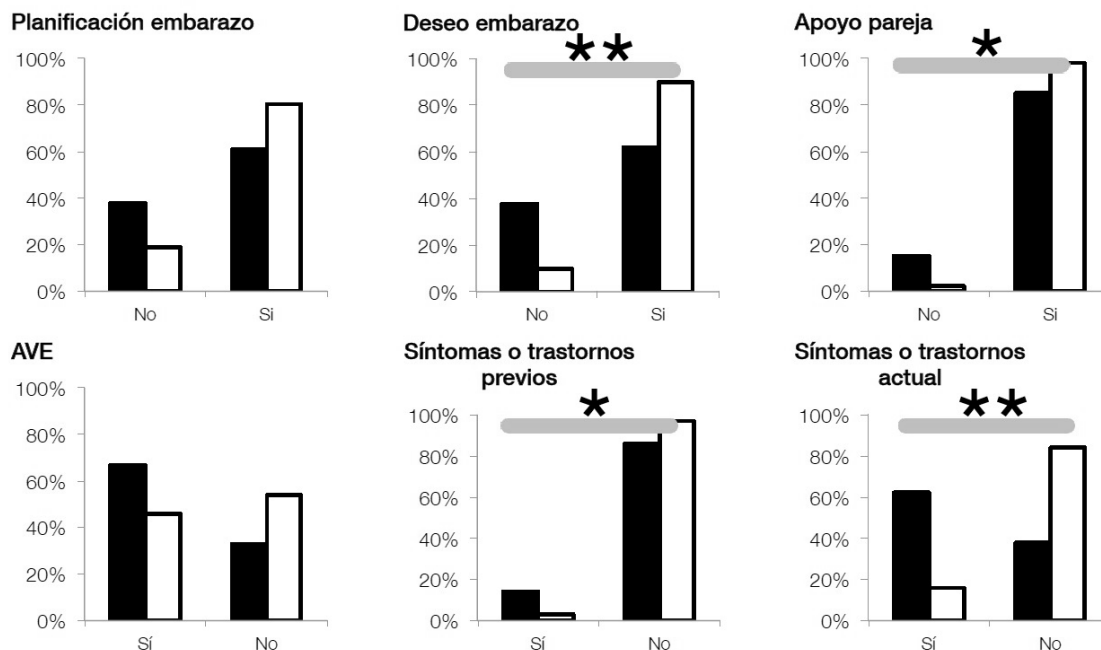 Planificación embarazo
100%
80%
60%
40%
20%
0%
No
Si
Deseo embarazo
**
100%
80%
60%
40%
20%
0%
No
Si
Apoyo pareja
*
100%
80%
60%
40%
20%
0%
No
Si
AVE
100%
80%
60%
40%
20%
0%
Sí
No
Síntomas o trastornos
previos
*
100%
80%
60%
40%
20%
0%
Sí
No
Síntomas o trastornos
actual
**
100%
80%
60%
40%
20%
0%
Sí
No